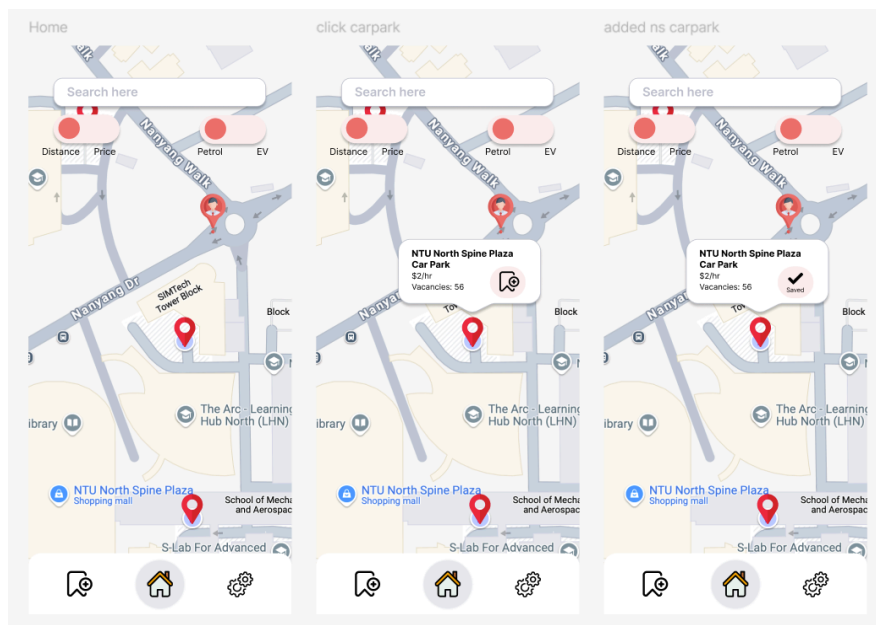 Home
Search here
Distance Price
Petrol EV
Nanyang Walk
Nanyang Dr
SIMTech
Tower Block
Block
The Arc - Learning
Hub North (LHN)
ibrary
NTU North Spine Plaza
Shopping mall
School of Mecha
and Aerospac
S-Lab For Advanced
click carpark
Search here
Distance Price
Petrol EV
Nanyang Walk
NTU North Spine Plaza
Car Park
$2/hr
Vacancies: 56
Nanya
To
Block
The Arc - Learning
Hub North (LHN)
ibrary
NTU North Spine Plaza
Shopping mall
School of Mecha
and Aerospac
S-Lab For Advanced
added ns carpark
Search here
Distance Price
Petrol EV
Nanyang Walk
NTU North Spine Plaza
Car Park
$2/hr
Vacancies: 56
Saved
Nanya
To
Block
The Arc - Learning
Hub North (LHN)
ibrary
NTU North Spine Plaza
Shopping mall
School of Mecha
and Aerospac
S-Lab For Advanced